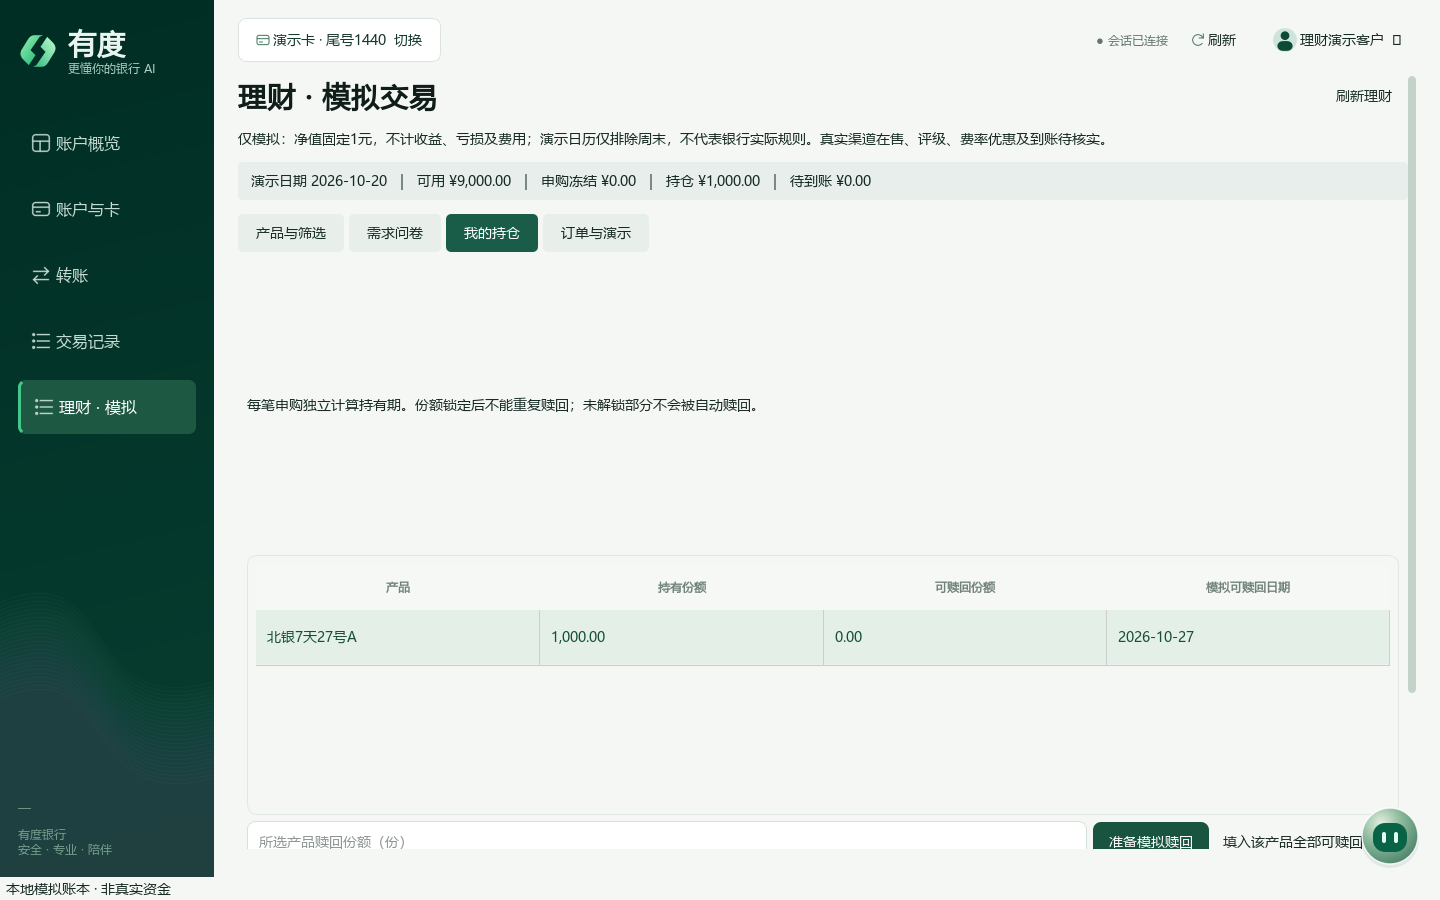 有度
更懂你的银行 AI
账户概览
账户与卡
转账
交易记录
理财 · 模拟
—
有度银行
安全 · 专业 · 陪伴
演示卡 · 尾号1440 切换
● 会话已连接 刷新 理财演示客户
理财 · 模拟交易
刷新理财
仅模拟：净值固定1元，不计收益、亏损及费用；演示日历仅排除周末，不代表银行实际规则。真实渠道在售、评级、费率优惠及到账待核实。
演示日期 2026-10-20 | 可用 ¥9,000.00 | 申购冻结 ¥0.00 | 持仓 ¥1,000.00 | 待到账 ¥0.00
产品与筛选 需求问卷 我的持仓 订单与演示
每笔申购独立计算持有期。份额锁定后不能重复赎回；未解锁部分不会被自动赎回。
产品 持有份额 可赎回份额 模拟可赎回日期
北银7天27号A 1,000.00 0.00 2026-10-27
所选产品赎回份额（份） 准备模拟赎回 填入该产品全部可赎回
本地模拟账本 · 非真实资金